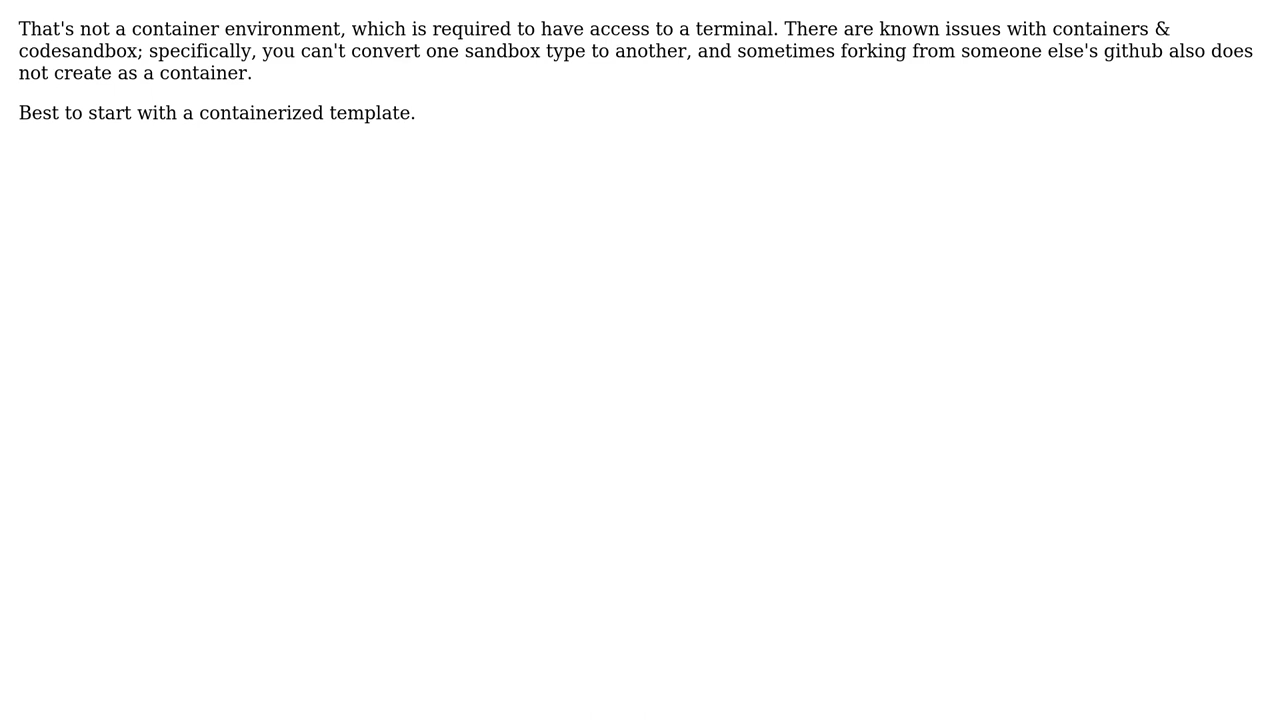 That's not a container environment, which is required to have access to a terminal. There are known issues with containers &
codesandbox; specifically, you can't convert one sandbox type to another, and sometimes forking from someone else's github also does
not create as a container.
Best to start with a containerized template.